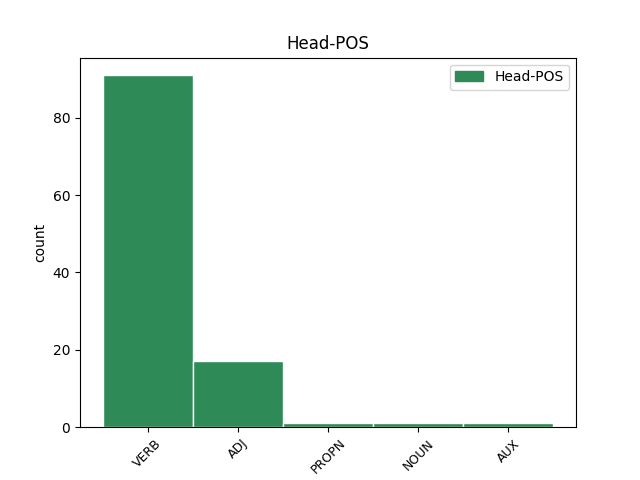 Head-POS
Head-POS
80
60
40
20
0
count
VERB
ADJ
PROPN
NOUN
AUX